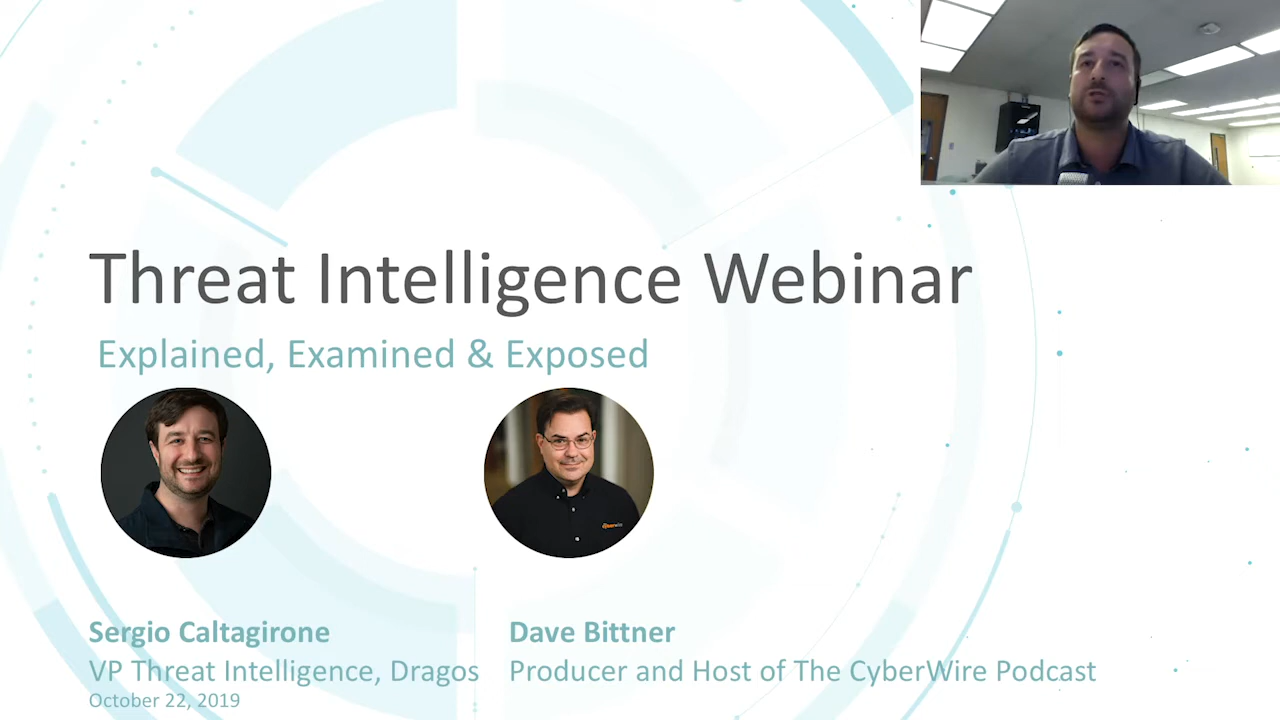 Threat Intelligence Webinar
Explained, Examined & Exposed
Sergio Caltagirone
VP Threat Intelligence, Dragos
October 22, 2019
Dave Bittner
Producer and Host of The CyberWire Podcast